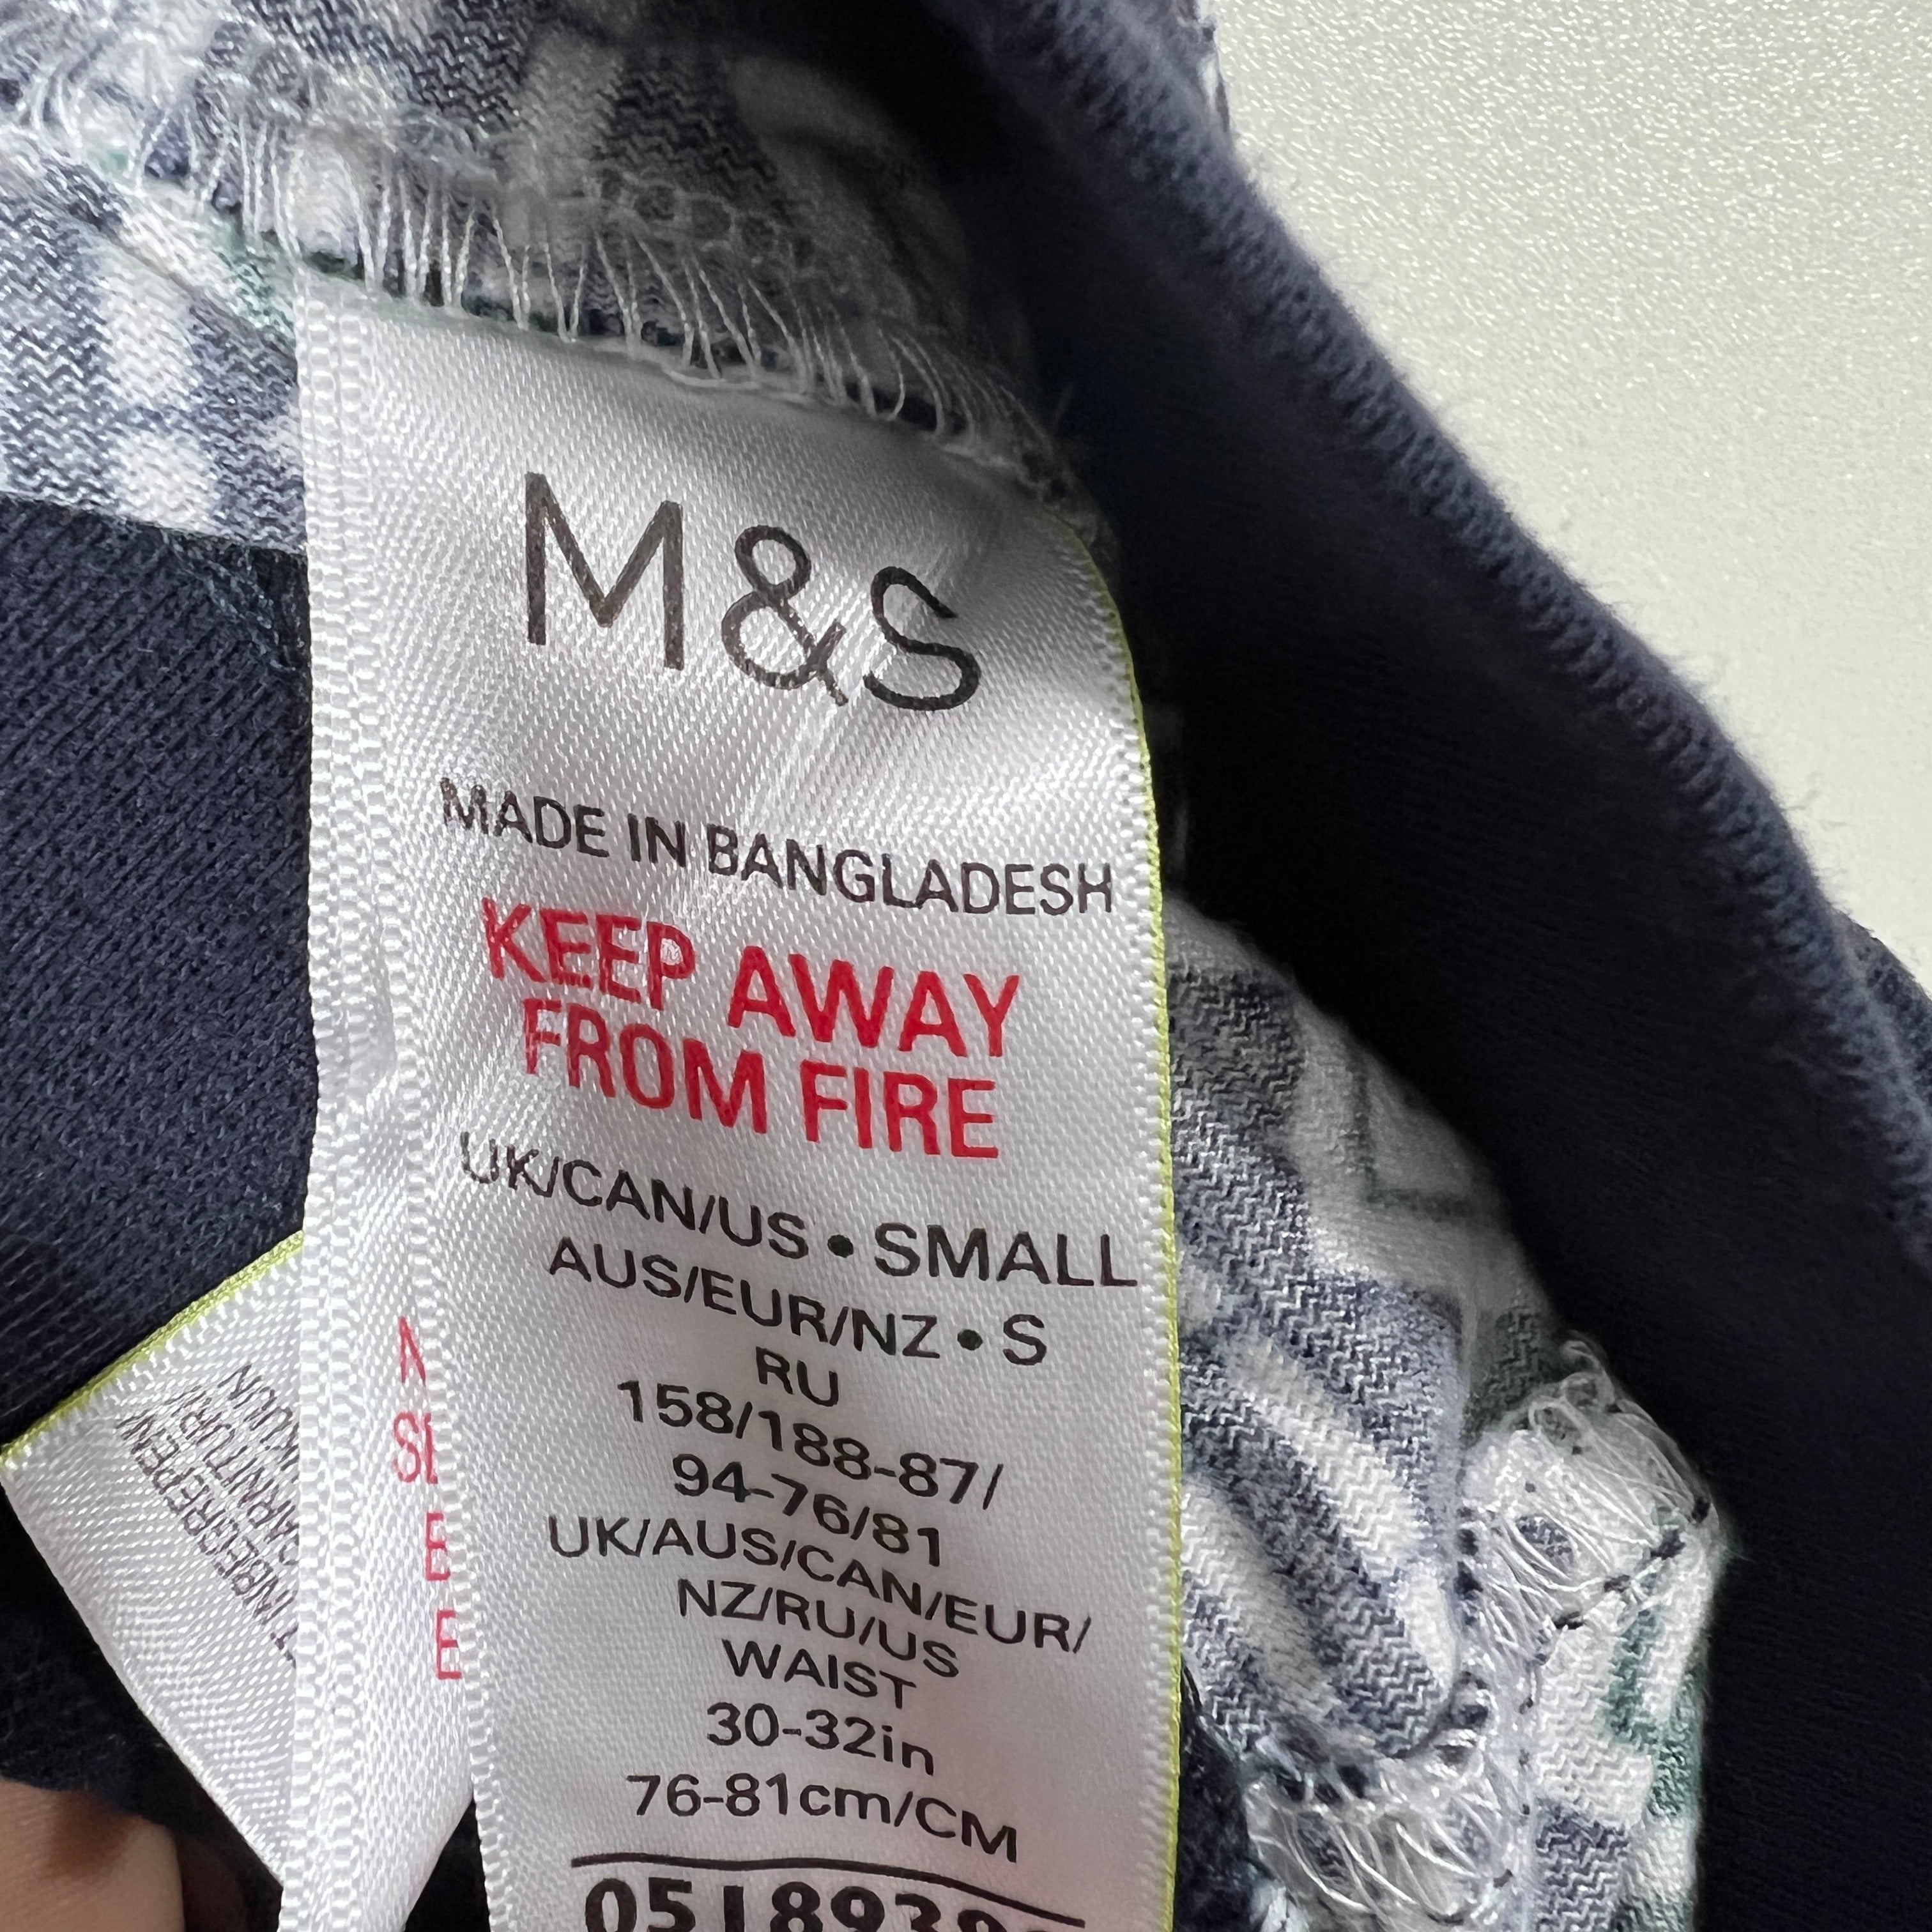 M&S
MADE IN BANGLADESH
KEEP AWAY
FROM FIRE
UK/CAN/US • SMALL
AUS/EUR/NZ • S
RU
158/188-87/
94-76/81
UK/AUS/CAN/EUR/
NZ/RU/US
WAIST
30-32in
76-81cm/CM